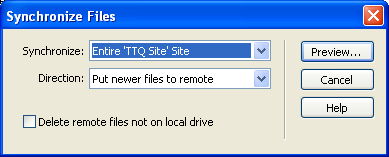 Synchronize Files
Synchronize: Entire 'TTQ Site' Site
Preview...
Direction: Put newer files to remote
Cancel
Help
Delete remote files not on local drive